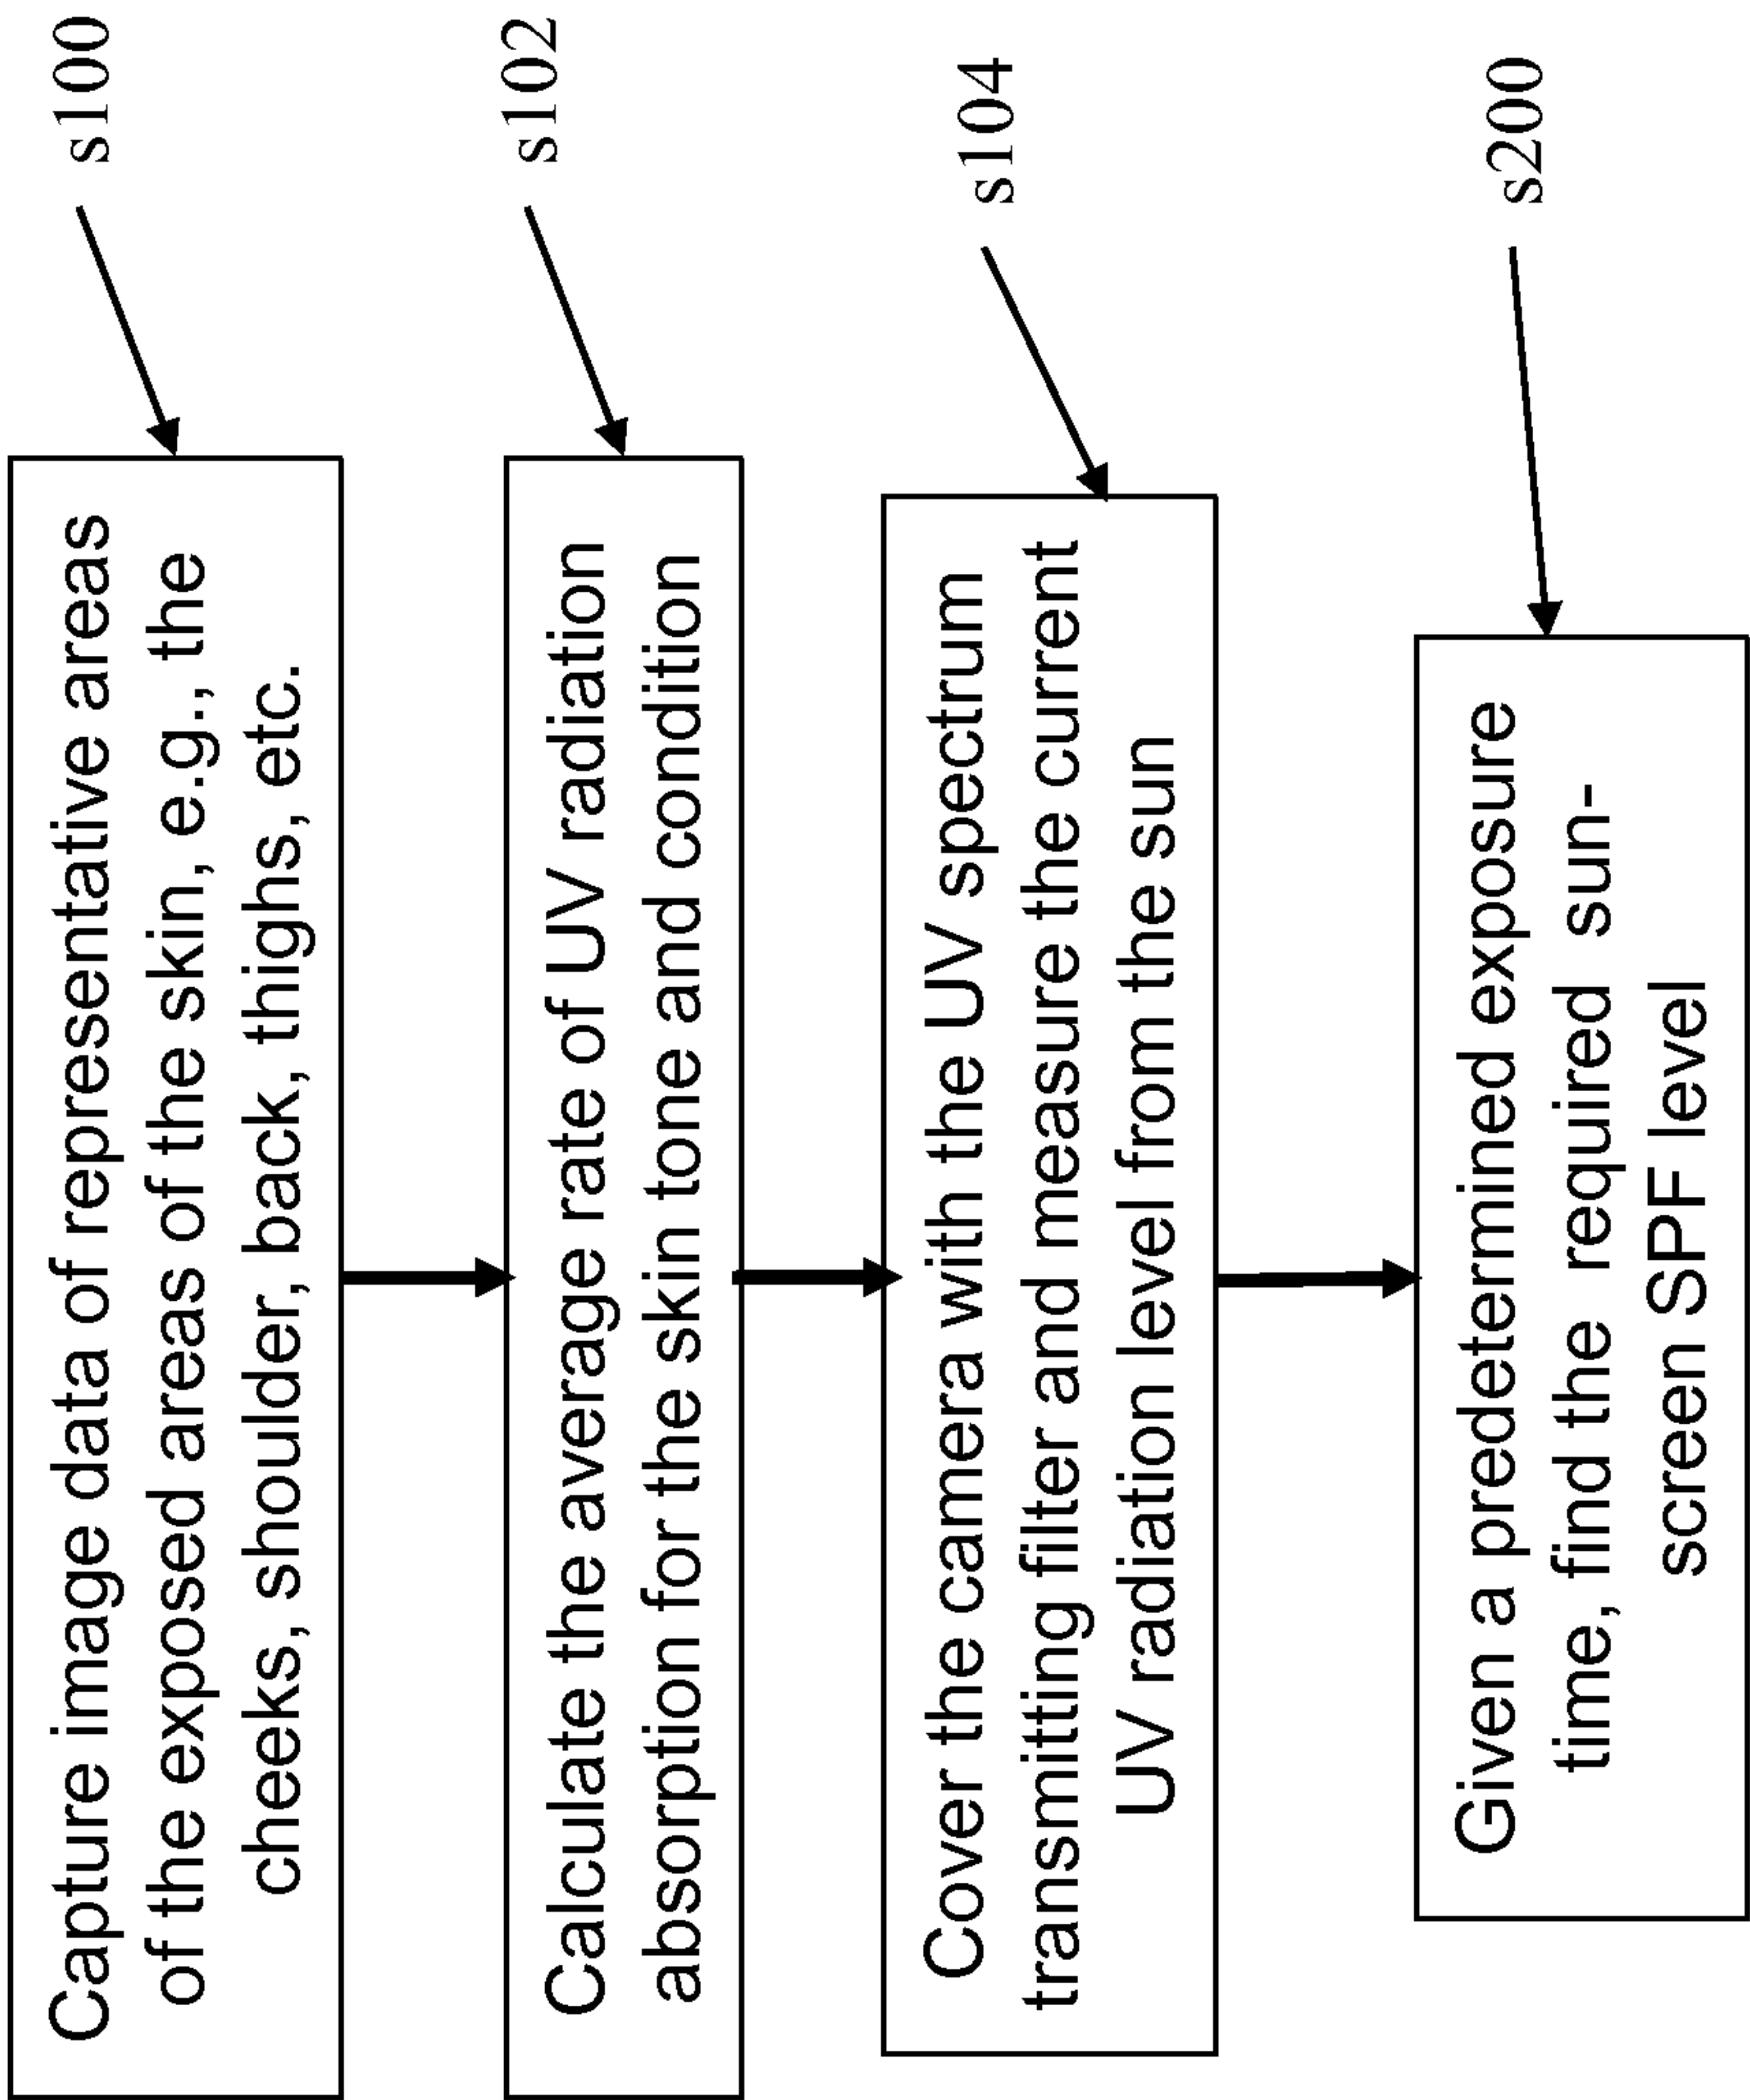 Capture image data of representative areas
of the exposed areas of the skin, e.g., the
cheeks, shoulder, back, thighs, etc.
s100
Calculate the average rate of UV radiation
absorption for the skin tone and condition
s102
Cover the camera with the UV spectrum
transmitting filter and measure the current
UV radiation level from the sun
s104
Given a predetermined exposure
time, find the required sun-
screen SPF level
s200